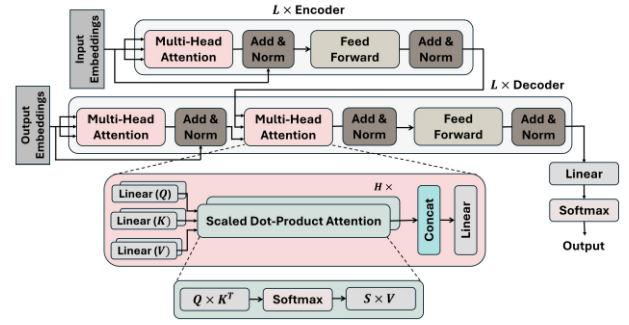 L × Encoder
Input
Embeddings
Multi-Head
Attention
Add &
Norm
Feed
Forward
Add &
Norm
L × Decoder
Output
Embeddings
Multi-Head
Attention
Add &
Norm
Multi-Head
Attention
Add &
Norm
Feed
Forward
Add &
Norm
Linear
Softmax
Output
H ×
Linear (Q)
Linear (K)
Linear (V)
Scaled Dot-Product Attention
Concat
Linear
Q × Kᵀ
Softmax
S × V